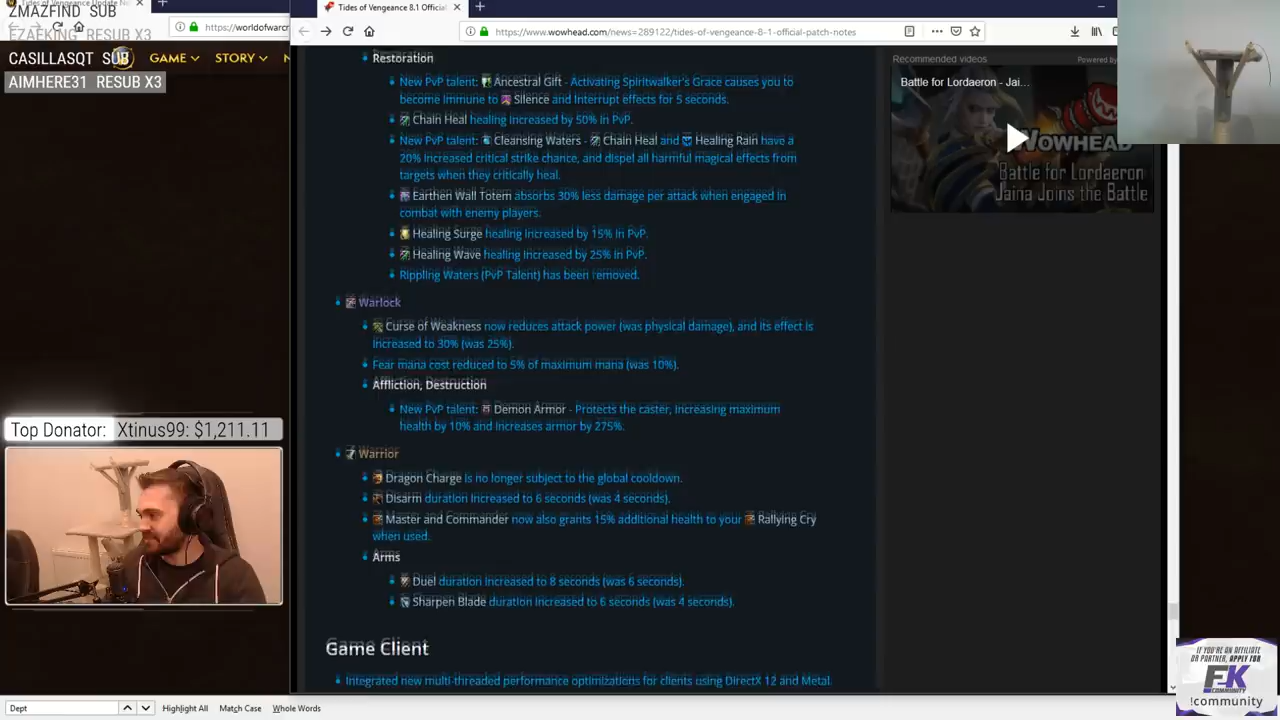 ZMAZFIND SUB
EZAEKING RESUB X3
CASILLASQT SUB
AIMHERE31 RESUB X3
Tides of Vengeance Update No
https://worldofwarcr
GAME
STORY
Tides of Vengeance 8.1 Official
https://www.wowhead.com/news=289122/tides-of-vengeance-8-1-official-patch-notes
Restoration
New PvP talent: Ancestral Gift - Activating Spiritwalker's Grace causes you to
become immune to Silence and Interrupt effects for 5 seconds.
Chain Heal healing increased by 50% in PvP.
New PvP talent: Cleansing Waters - Chain Heal and Healing Rain have a
20% increased critical strike chance, and dispel all harmful magical effects from
targets when they critically heal.
Earthen Wall Totem absorbs 30% less damage per attack when engaged in
combat with enemy players.
Healing Surge healing increased by 15% in PvP.
Healing Wave healing increased by 25% in PvP.
Rippling Waters (PvP Talent) has been removed.
Warlock
Curse of Weakness now reduces attack power (was physical damage), and its effect is
increased to 30% (was 25%).
Fear mana cost reduced to 5% of maximum mana (was 10%).
Affliction, Destruction
New PvP talent: Demon Armor - Protects the caster, increasing maximum
health by 10% and increases armor by 275%.
Warrior
Dragon Charge is no longer subject to the global cooldown.
Disarm duration increased to 6 seconds (was 4 seconds).
Master and Commander now also grants 15% additional health to your Rallying Cry
when used.
Arms
Duel duration increased to 8 seconds (was 6 seconds).
Sharpen Blade duration increased to 6 seconds (was 4 seconds).
Game Client
Integrated new multi-threaded performance optimizations for clients using DirectX 12 and Metal.
Recommended videos
Powered by
Battle for Lordaeron - Jai...
WOWHEAD
Battle for Lordaeron
Jaina Joins the Battle
Top Donator: Xtinus99: $1,211.11
IF YOU'RE AN AFFILIATE
OR PARTNER, APPLY FOR
!community
Dept
Highlight All
Match Case
Whole Words